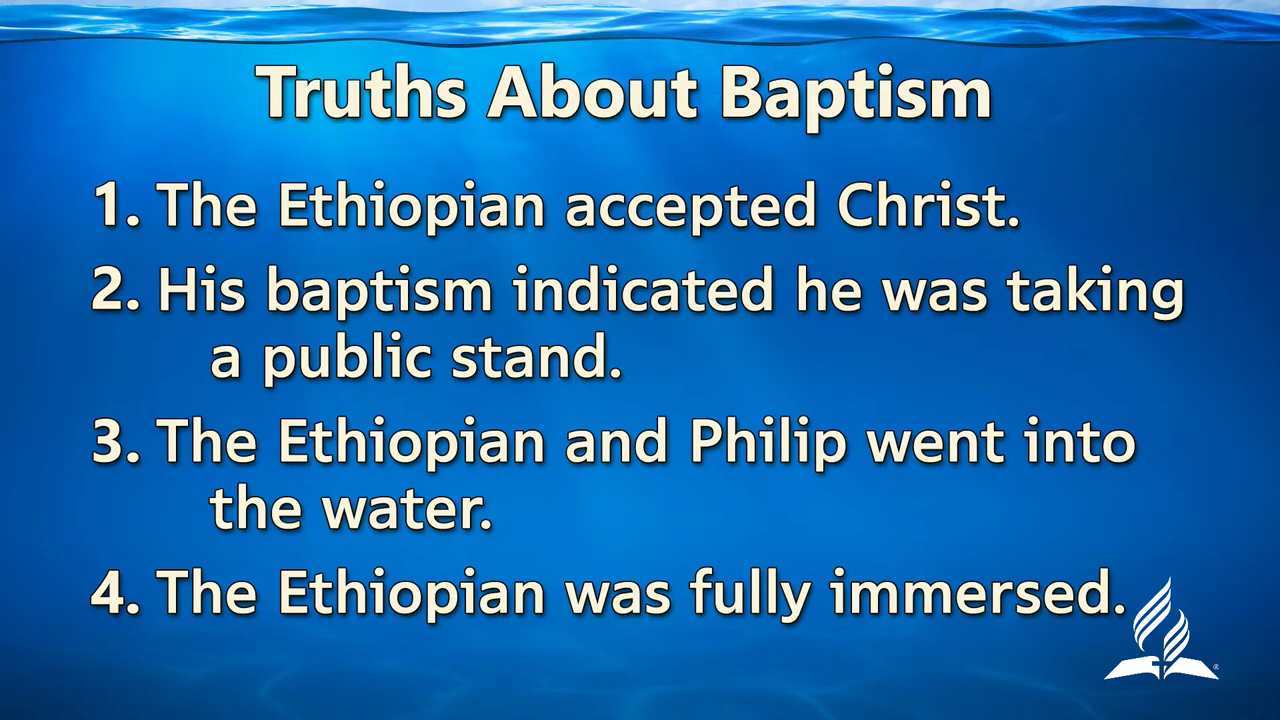 Truths About Baptism
1. The Ethiopian accepted Christ.
2. His baptism indicated he was taking
a public stand.
3. The Ethiopian and Philip went into
the water.
4. The Ethiopian was fully immersed.
®